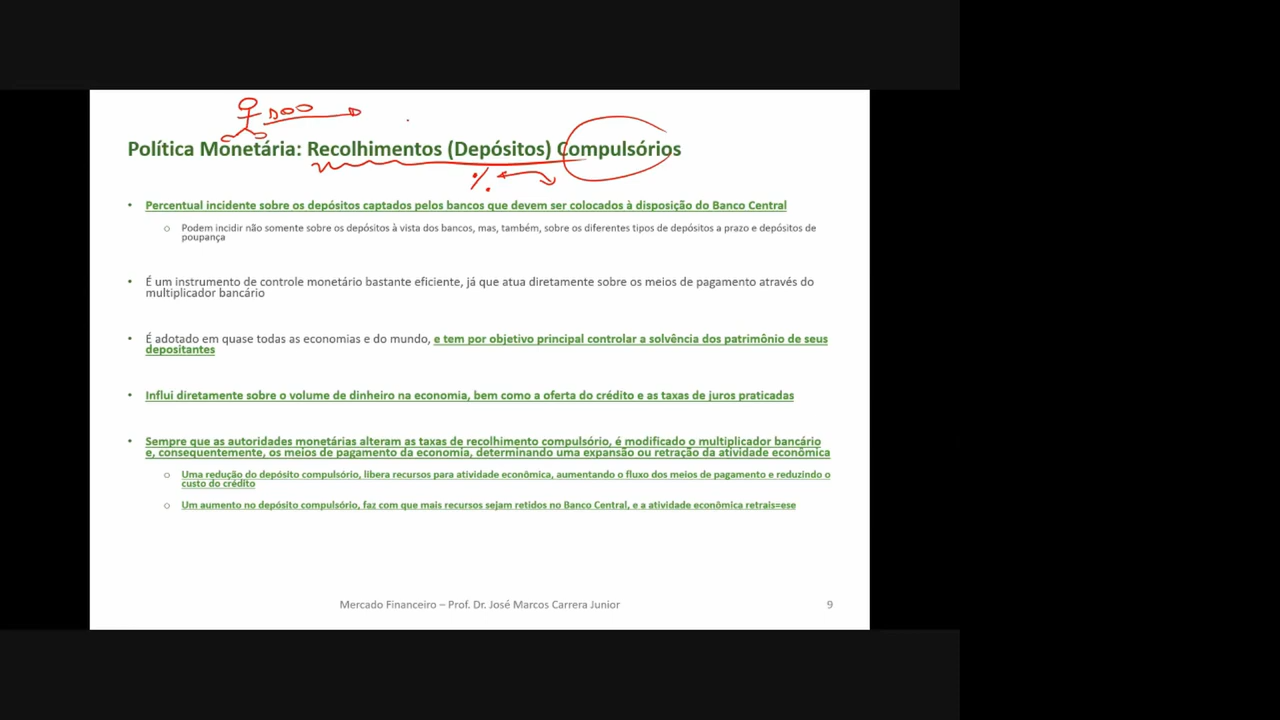 100
Política Monetária: Recolhimentos (Depósitos) Compulsórios
%
• Percentual incidente sobre os depósitos captados pelos bancos que devem ser colocados à disposição do Banco Central
o Podem incidir não somente sobre os depósitos à vista dos bancos, mas, também, sobre os diferentes tipos de depósitos a prazo e depósitos de
poupança
• É um instrumento de controle monetário bastante eficiente, já que atua diretamente sobre os meios de pagamento através do
multiplicador bancário
• É adotado em quase todas as economias e do mundo, e tem por objetivo principal controlar a solvência dos patrimônio de seus
depositantes
• Influi diretamente sobre o volume de dinheiro na economia, bem como a oferta do crédito e as taxas de juros praticadas
• Sempre que as autoridades monetárias alteram as taxas de recolhimento compulsório, é modificado o multiplicador bancário
e, consequentemente, os meios de pagamento da economia, determinando uma expansão ou retração da atividade econômica
o Uma redução do depósito compulsório, libera recursos para atividade econômica, aumentando o fluxo dos meios de pagamento e reduzindo o
custo do crédito
o Um aumento no depósito compulsório, faz com que mais recursos sejam retidos no Banco Central, e a atividade econômica retrais=ese
Mercado Financeiro – Prof. Dr. José Marcos Carrera Junior
9